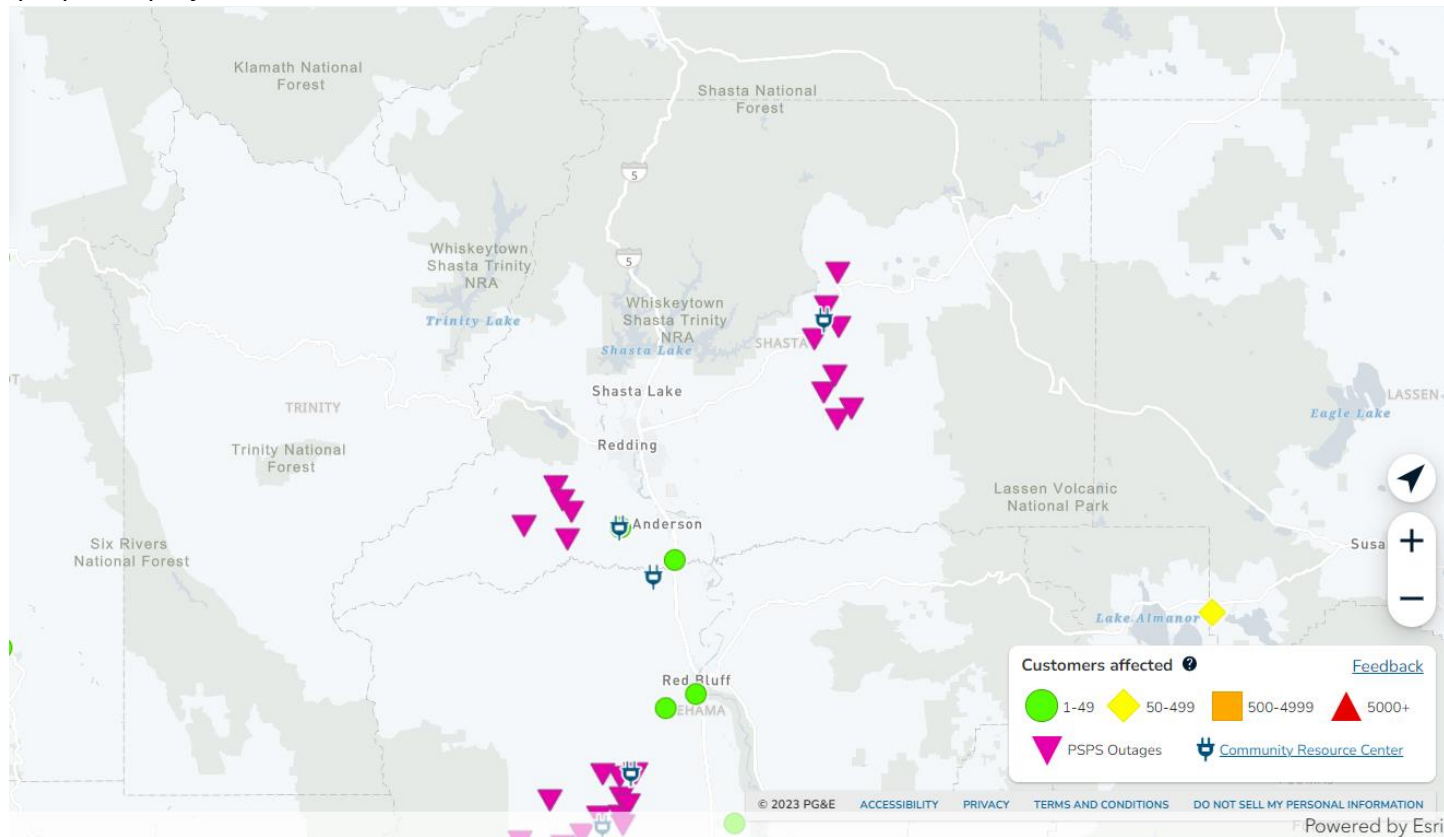 Klamath National
Forest
Shasta National
Forest
5
Whiskeytown
Shasta Trinity
NRA
5
Trinity Lake
Whiskeytown
Shasta Trinity
NRA
Shasta Lake
SHASTA
Shasta Lake
TRINITY
LASSEN
Eagle Lake
Redding
Trinity National
Forest
Lassen Volcanic
National Park
Anderson
Six Rivers
National Forest
Susa
Lake Almanor
Red Bluff
EHAMA
Customers affected ? Feedback
1-49 50-499 500-4999 5000+
PSPS Outages Community Resource Center
© 2023 PG&E ACCESSIBILITY PRIVACY TERMS AND CONDITIONS DO NOT SELL MY PERSONAL INFORMATION
Powered by Esri